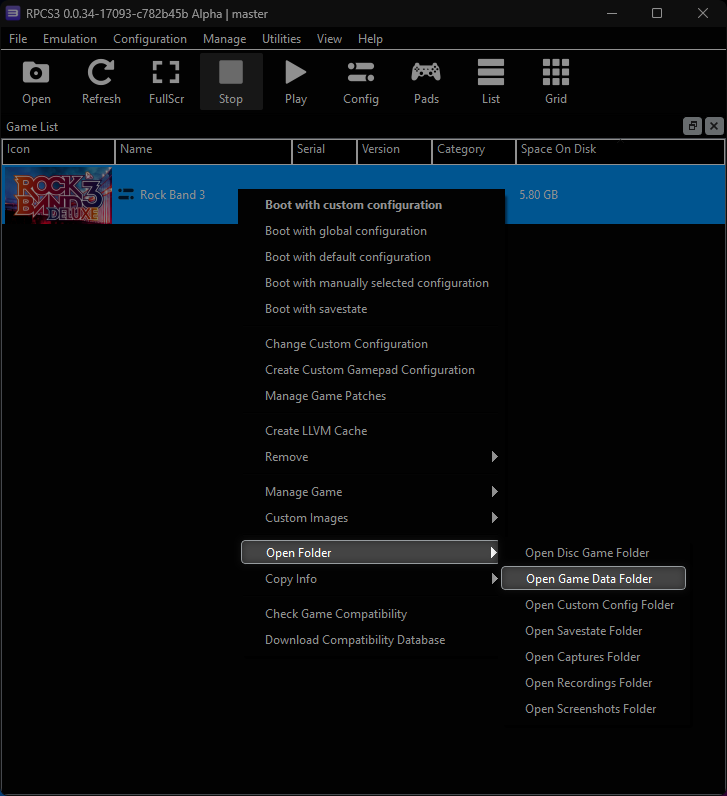 RPCS3 0.0.34-17093-c782b45b Alpha | master
File Emulation Configuration Manage Utilities View Help
Open Refresh FullScr Stop Play Config Pads List Grid
Game List
Icon Name Serial Version Category Space On Disk
ROCK BAND 3 DELUXE
Rock Band 3 5.80 GB
Boot with custom configuration
Boot with global configuration
Boot with default configuration
Boot with manually selected configuration
Boot with savestate
Change Custom Configuration
Create Custom Gamepad Configuration
Manage Game Patches
Create LLVM Cache
Remove
Manage Game
Custom Images
Open Folder
Copy Info
Check Game Compatibility
Download Compatibility Database
Open Disc Game Folder
Open Game Data Folder
Open Custom Config Folder
Open Savestate Folder
Open Captures Folder
Open Recordings Folder
Open Screenshots Folder